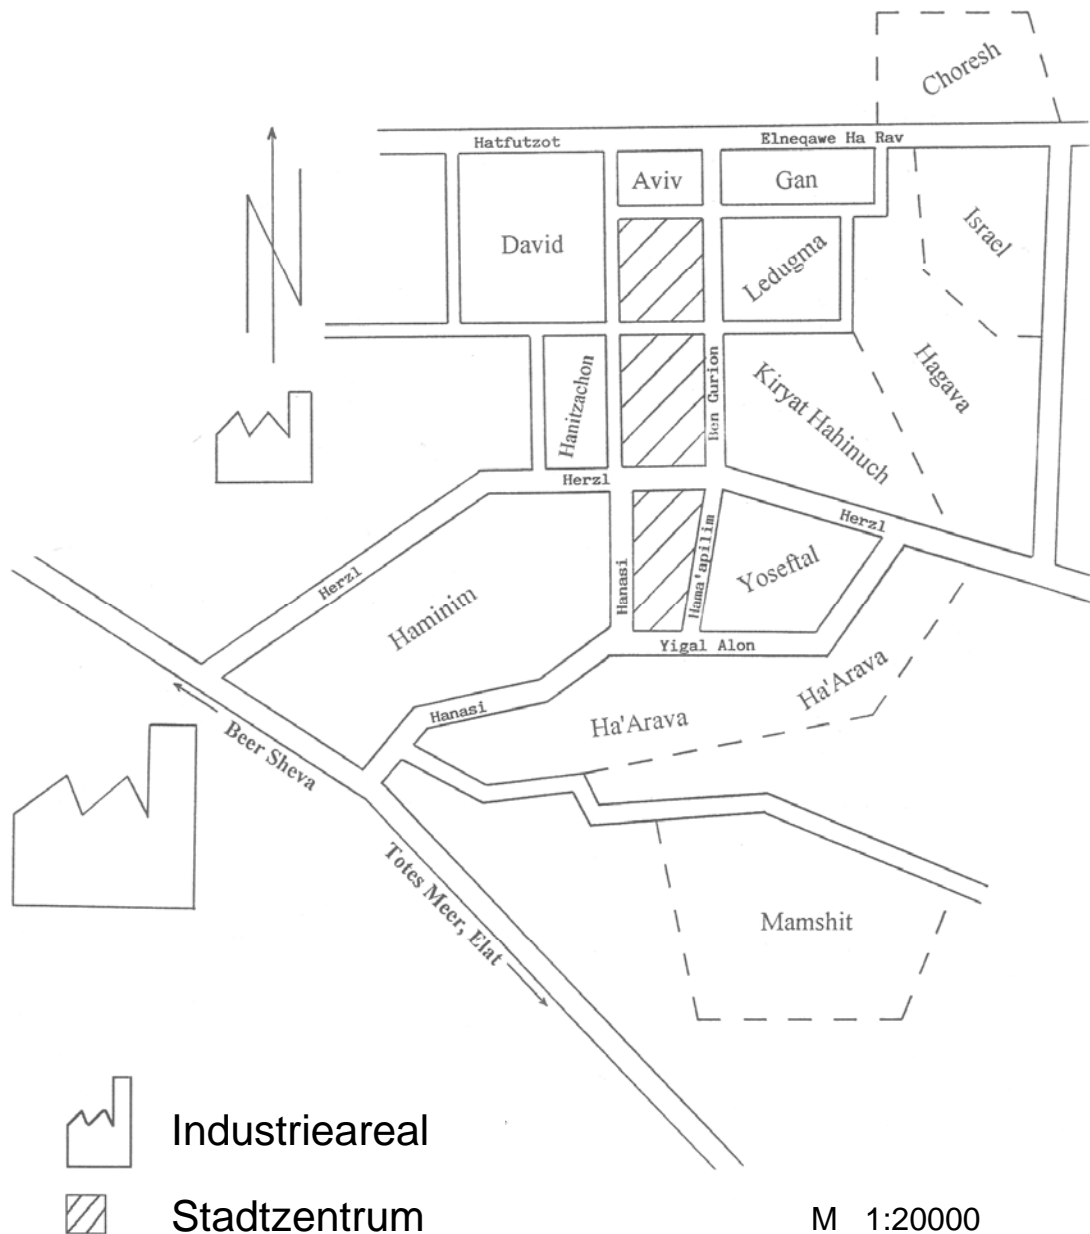 Choresh
Hatfutzot
Elneqawe Ha Rav
Aviv
Gan
N
David
Ledugma
Israel
Hanitzachon
Ben Gurion
Kiryat Hahinuch
Hagava
Herzl
Herzl
Herzl
Haminim
Hanasi
Hama'apilim
Yoseftal
Yigal Alon
Hanasi
Ha'Arava
Ha'Arava
Beer Sheva
Totes Meer, Elat
Mamshit
Industrieareal
Stadtzentrum
M 1:20000